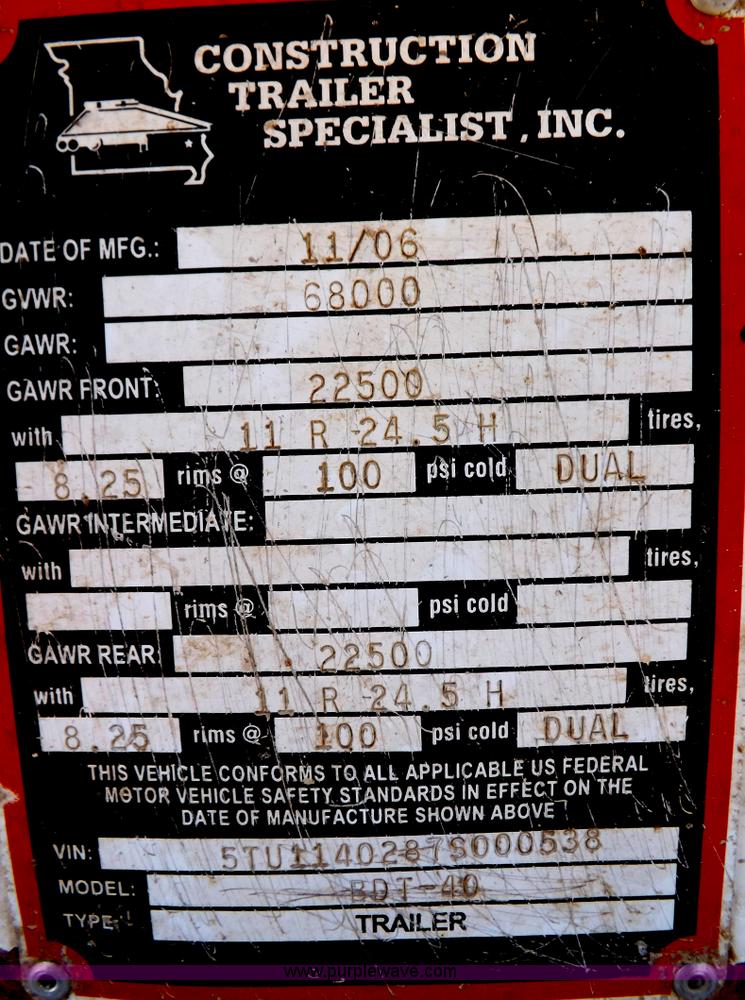 CONSTRUCTION
TRAILER
SPECIALIST, INC.
DATE OF MFG.: 11/06
GVWR: 68000
GAWR:
GAWR FRONT: 22500
with 11 R 24.5 H tires,
8.25 rims @ 100 psi cold DUAL
GAWR INTERMEDIATE:
with tires,
rims @ psi cold
GAWR REAR 22500
with 11 R 24.5 H tires,
8.25 rims @ 100 psi cold DUAL
THIS VEHICLE CONFORMS TO ALL APPLICABLE US FEDERAL
MOTOR VEHICLE SAFETY STANDARDS IN EFFECT ON THE
DATE OF MANUFACTURE SHOWN ABOVE
VIN: 5TU1140287S000538
MODEL: BDT-40
TYPE: TRAILER
www.purplewave.com